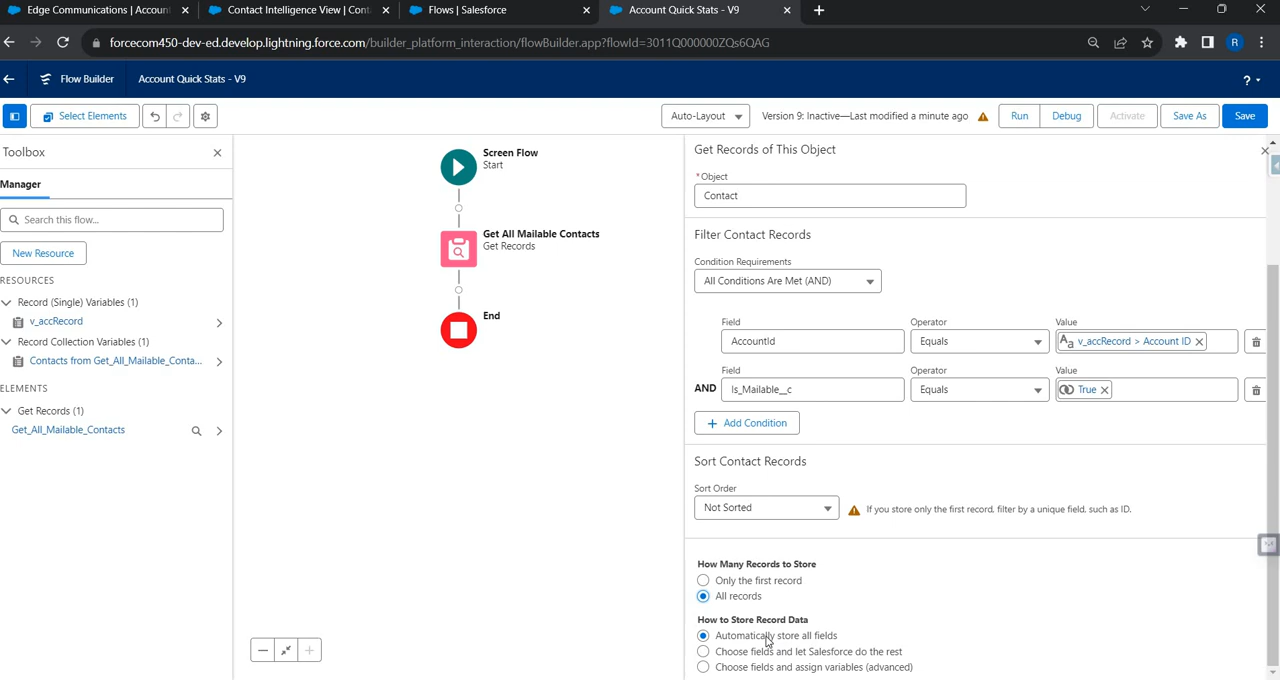 Edge Communications | Accoun
Contact Intelligence View | Cont
Flows | Salesforce
Account Quick Stats - V9
forcecom450-dev-ed.develop.lightning.force.com/builder_platform_interaction/flowBuilder.app?flowId=3011Q000000ZQs6QAG
R
Flow Builder
Account Quick Stats - V9
?
Select Elements
Auto-Layout
Version 9: Inactive—Last modified a minute ago
Run
Debug
Activate
Save As
Save
Toolbox
Manager
Search this flow...
New Resource
RESOURCES
Record (Single) Variables (1)
v_accRecord
Record Collection Variables (1)
Contacts from Get_All_Mailable_Conta...
ELEMENTS
Get Records (1)
Get_All_Mailable_Contacts
Screen Flow
Start
Get All Mailable Contacts
Get Records
End
Get Records of This Object
* Object
Contact
Filter Contact Records
Condition Requirements
All Conditions Are Met (AND)
Field Operator Value
AccountId Equals Aa v_accRecord > Account ID
Field Operator Value
AND Is_Mailable__c Equals True
+ Add Condition
Sort Contact Records
Sort Order
Not Sorted
If you store only the first record, filter by a unique field, such as ID.
How Many Records to Store
Only the first record
All records
How to Store Record Data
Automatically store all fields
Choose fields and let Salesforce do the rest
Choose fields and assign variables (advanced)